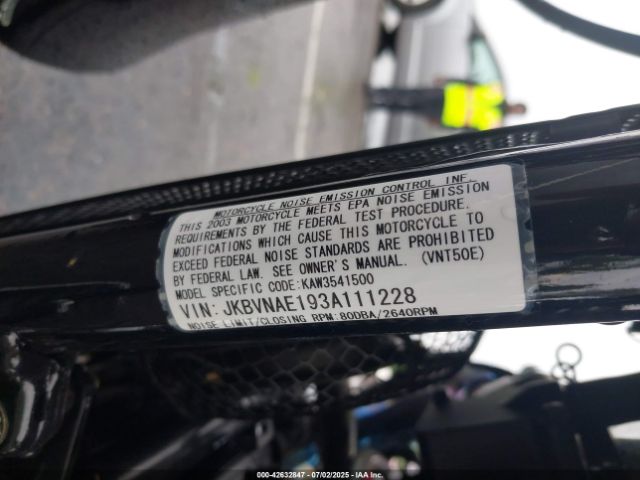 MOTORCYCLE NOISE EMISSION CONTROL INF.
THIS 2003 MOTORCYCLE MEETS EPA NOISE EMISSION
REQUIREMENTS BY THE FEDERAL TEST PROCEDURE.
MODIFICATIONS WHICH CAUSE THIS MOTORCYCLE TO
EXCEED FEDERAL NOISE STANDARDS ARE PROHIBITED
BY FEDERAL LAW. SEE OWNER'S MANUAL. (VNT50E)
MODEL SPECIFIC CODE:KAW3541500
VIN: JKBVNAE193A111228
NOISE LIMIT/CLOSING RPM:80DBA/2640RPM
000-42632847 - 07/02/2025 - IAAI.com